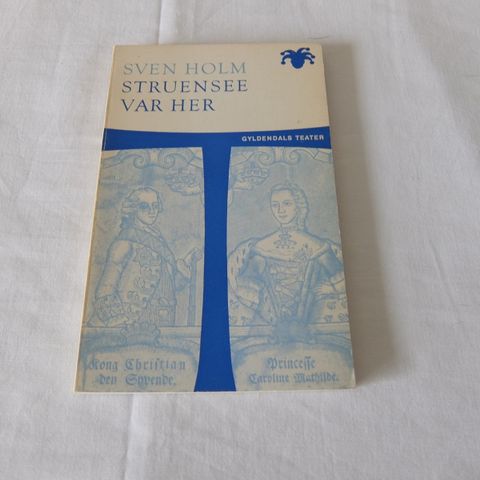 SVEN HOLM
STRUENSEE
VAR HER
GYLDENDALS TEATER
Kong Christian
den Syvende.
Princesse
Caroline Mathilde.